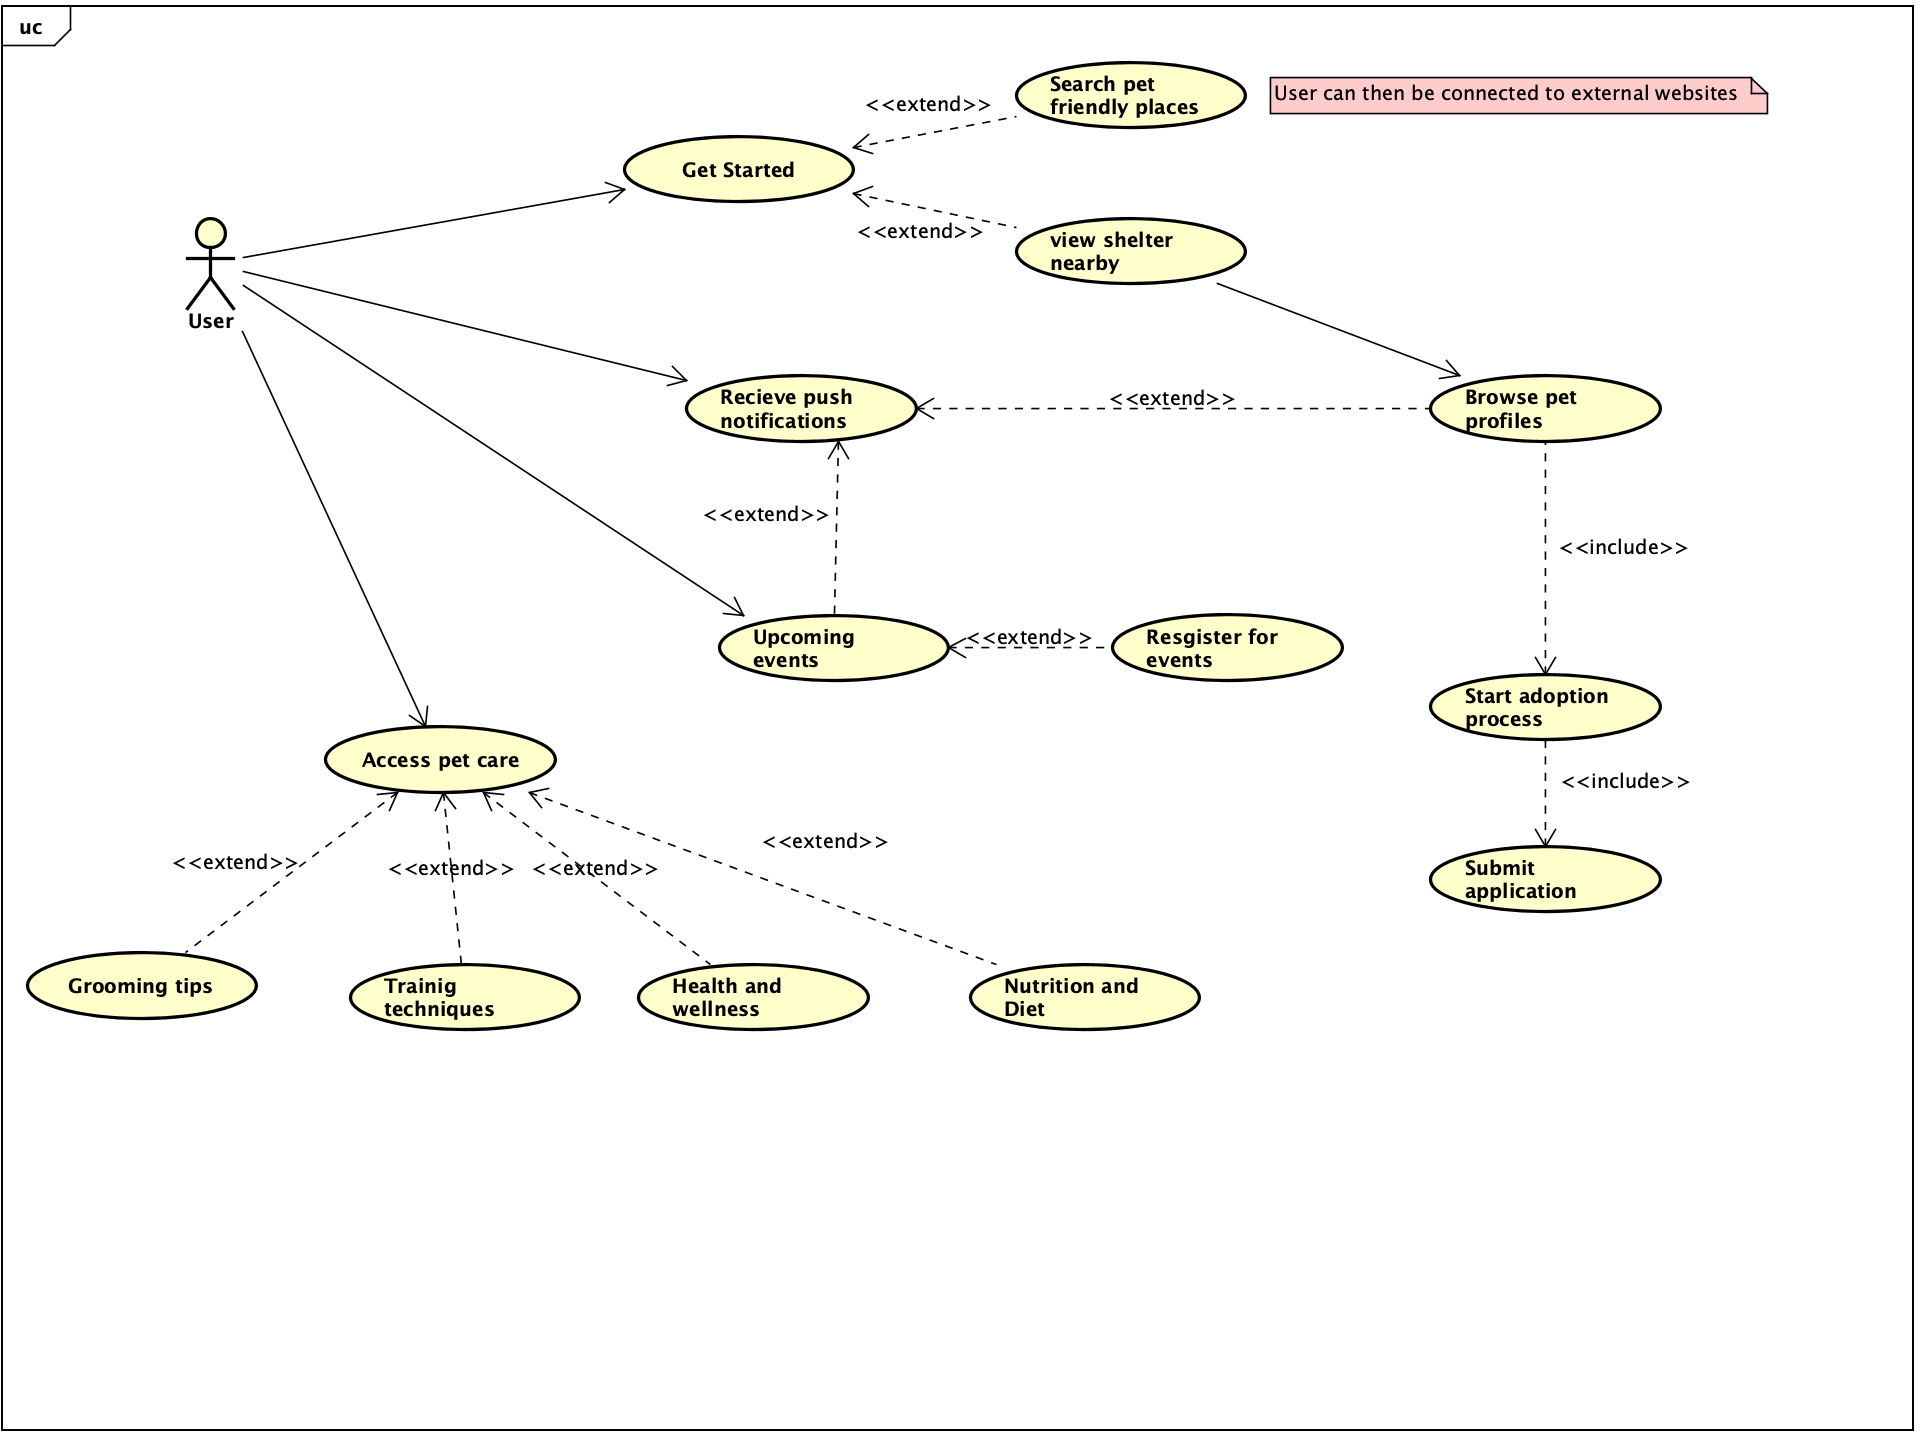 uc
Search pet
friendly places
User can then be connected to external websites
<<extend>>
Get Started
<<extend>>
view shelter
nearby
User
Recieve push
notifications
<<extend>>
Browse pet
profiles
<<extend>>
<<include>>
Upcoming
events
<<extend>>
Resgister for
events
Start adoption
process
Access pet care
<<include>>
<<extend>>
<<extend>>
<<extend>>
<<extend>>
Submit
application
Grooming tips
Trainig
techniques
Health and
wellness
Nutrition and
Diet